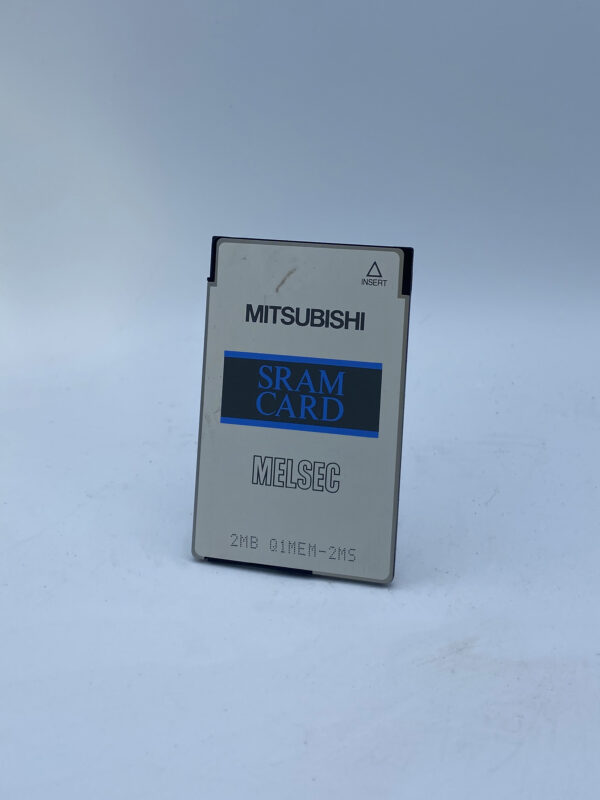 INSERT
MITSUBISHI
SRAM
CARD
MELSEC
2MB Q1MEM-2MS